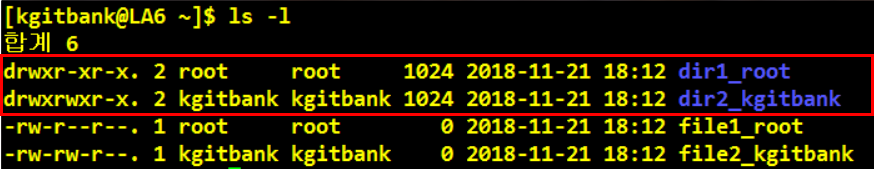 [kgitbank@LA6 ~]$ ls -l
합계 6
drwxr-xr-x. 2 root     root     1024 2018-11-21 18:12 dir1_root
drwxrwxr-x. 2 kgitbank kgitbank 1024 2018-11-21 18:12 dir2_kgitbank
-rw-r--r--. 1 root     root        0 2018-11-21 18:12 file1_root
-rw-rw-r--. 1 kgitbank kgitbank    0 2018-11-21 18:12 file2_kgitbank